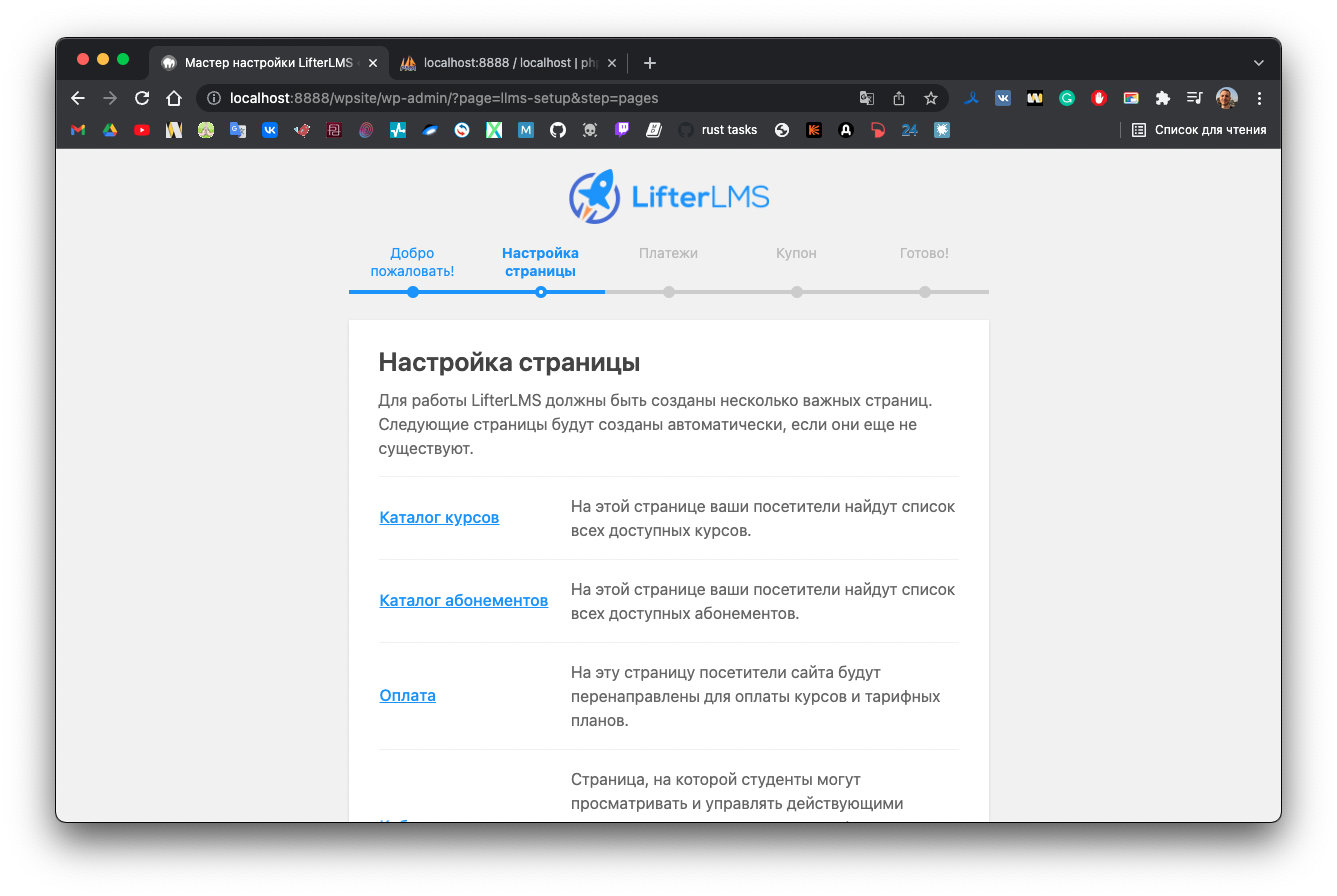 Мастер настройки LifterLMS
localhost:8888 / localhost | php
localhost:8888/wpsite/wp-admin/?page=llms-setup&step=pages
rust tasks
24
Список для чтения
LifterLMS
Добро
пожаловать!
Настройка
страницы
Платежи
Купон
Готово!
Настройка страницы
Для работы LifterLMS должны быть созданы несколько важных страниц.
Следующие страницы будут созданы автоматически, если они еще не
существуют.
Каталог курсов
На этой странице ваши посетители найдут список
всех доступных курсов.
Каталог абонементов
На этой странице ваши посетители найдут список
всех доступных абонементов.
Оплата
На эту страницу посетители сайта будут
перенаправлены для оплаты курсов и тарифных
планов.
Страница, на которой студенты могут
просматривать и управлять действующими